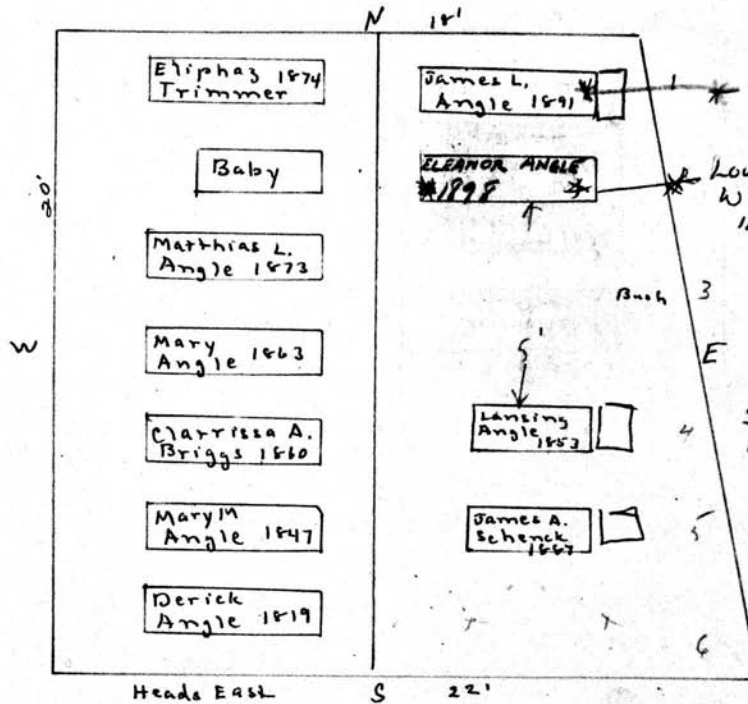 N 18'
Eliphaz 1874
Trimmer
Baby
Matthias L.
Angle 1873
Mary
Angle 1863
Clarrissa A.
Briggs 1860
Mary M
Angle 1847
Derick
Angle 1819
20'
W
James L.
Angle 1891
1
ELEANOR ANGLE
1898
Lou
W
Bush 3
E
5'
Lansing
Angle
1853
4
James A.
Schenck
1887
5
6
Heads East S 22'